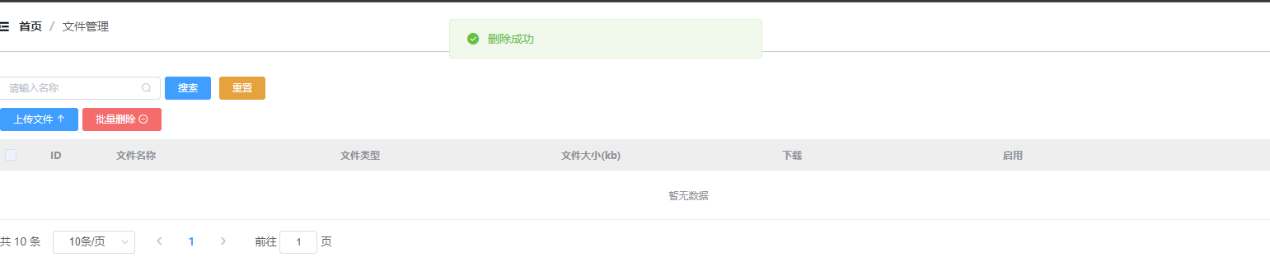 首页 / 文件管理
删除成功
请输入名称 搜索 重置
上传文件 批量删除
ID 文件名称 文件类型 文件大小(kb) 下载 启用
暂无数据
共 10 条 10条/页 1 前往 1 页